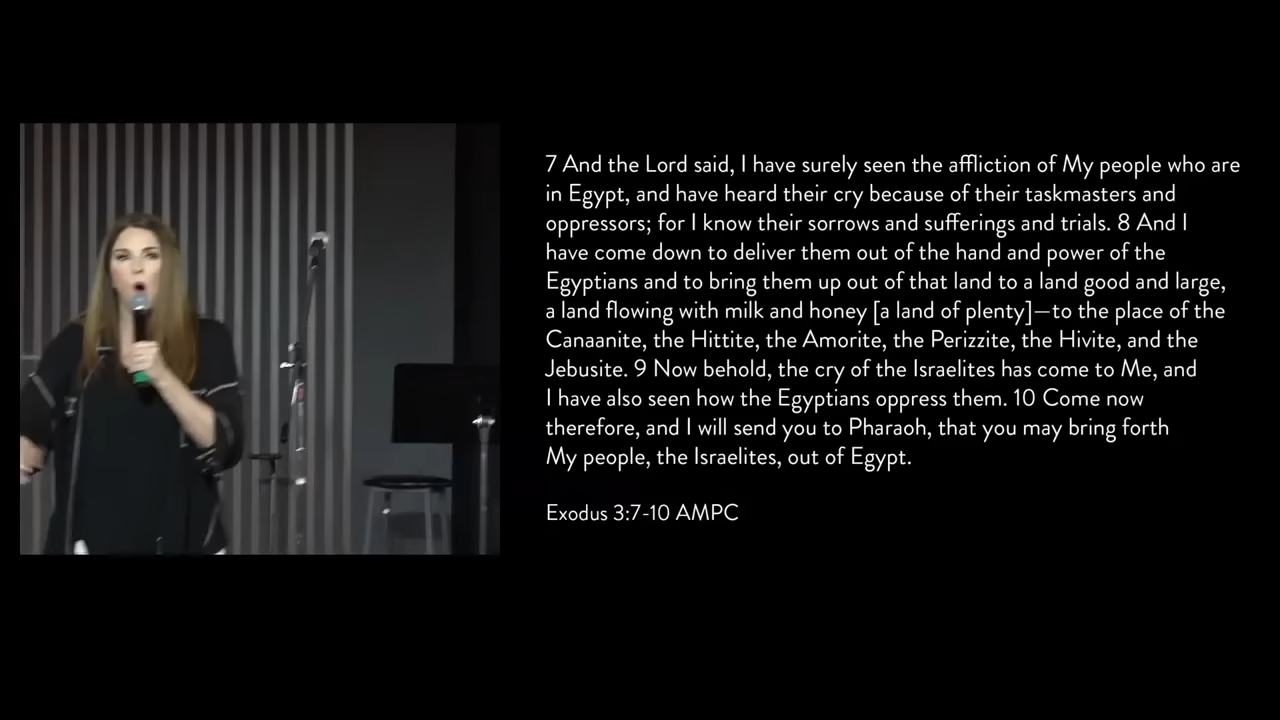 7 And the Lord said, I have surely seen the affliction of My people who are
in Egypt, and have heard their cry because of their taskmasters and
oppressors; for I know their sorrows and sufferings and trials. 8 And I
have come down to deliver them out of the hand and power of the
Egyptians and to bring them up out of that land to a land good and large,
a land flowing with milk and honey [a land of plenty]—to the place of the
Canaanite, the Hittite, the Amorite, the Perizzite, the Hivite, and the
Jebusite. 9 Now behold, the cry of the Israelites has come to Me, and
I have also seen how the Egyptians oppress them. 10 Come now
therefore, and I will send you to Pharaoh, that you may bring forth
My people, the Israelites, out of Egypt.
Exodus 3:7-10 AMPC